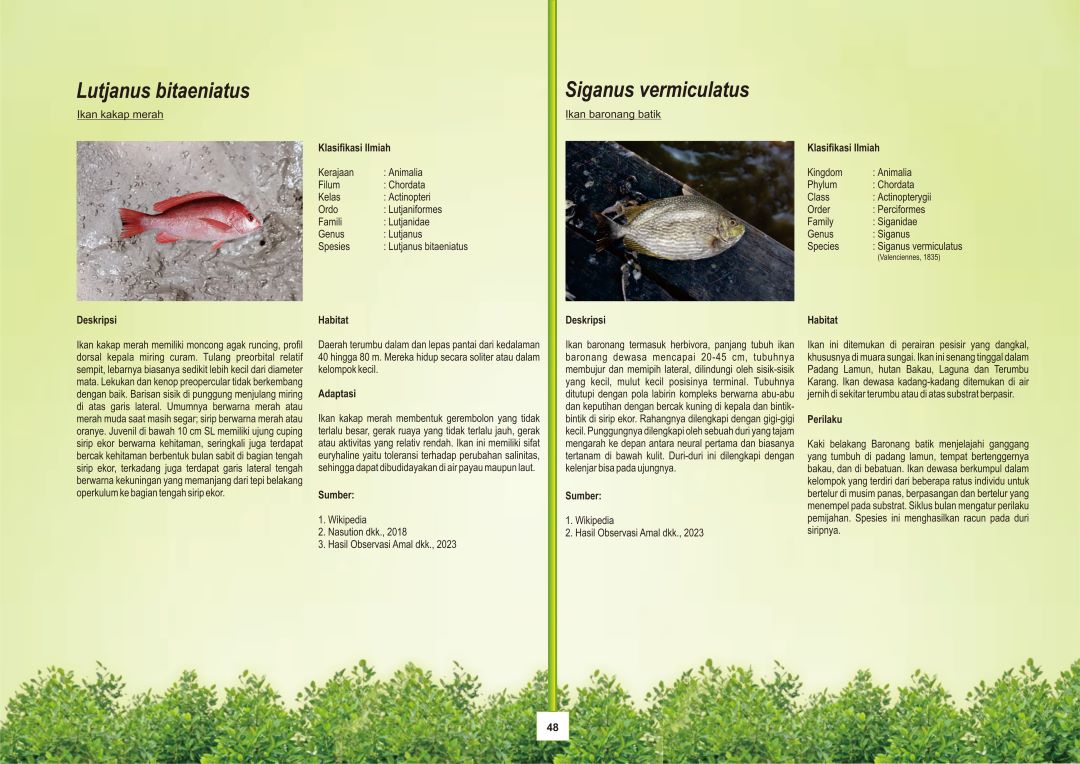 Lutjanus bitaeniatus
Ikan kakap merah
Klasifikasi Ilmiah
Kerajaan : Animalia
Filum : Chordata
Kelas : Actinopteri
Ordo : Lutjaniformes
Famili : Lutjanidae
Genus : Lutjanus
Spesies : Lutjanus bitaeniatus
Deskripsi
Ikan kakap merah memiliki moncong agak runcing, profil
dorsal kepala miring curam. Tulang preorbital relatif
sempit, lebarnya biasanya sedikit lebih kecil dari diameter
mata. Lekukan dan kenop preopercular tidak berkembang
dengan baik. Barisan sisik di punggung menjulang miring
di atas garis lateral. Umumnya berwarna merah atau
merah muda saat masih segar; sirip berwarna merah atau
oranye. Juvenil di bawah 10 cm SL memiliki ujung cuping
sirip ekor berwarna kehitaman, seringkali juga terdapat
bercak kehitaman berbentuk bulan sabit di bagian tengah
sirip ekor, terkadang juga terdapat garis lateral tengah
berwarna kekuningan yang memanjang dari tepi belakang
operkulum ke bagian tengah sirip ekor.
Habitat
Daerah terumbu dalam dan lepas pantai dari kedalaman
40 hingga 80 m. Mereka hidup secara soliter atau dalam
kelompok kecil.
Adaptasi
Ikan kakap merah membentuk gerembolon yang tidak
terlalu besar, gerak ruaya yang tidak terlalu jauh, gerak
atau aktivitas yang relativ rendah. Ikan ini memiliki sifat
euryhaline yaitu toleransi terhadap perubahan salinitas,
sehingga dapat dibudidayakan di air payau maupun laut.
Sumber:
1. Wikipedia
2. Nasution dkk., 2018
3. Hasil Observasi Amal dkk., 2023
Siganus vermiculatus
Ikan baronang batik
Klasifikasi Ilmiah
Kingdom : Animalia
Phylum : Chordata
Class : Actinopterygii
Order : Perciformes
Family : Siganidae
Genus : Siganus
Species : Siganus vermiculatus
(Valenciennes, 1835)
Deskripsi
Ikan baronang termasuk herbivora, panjang tubuh ikan
baronang dewasa mencapai 20-45 cm, tubuhnya
membujur dan memipih lateral, dilindungi oleh sisik-sisik
yang kecil, mulut kecil posisinya terminal. Tubuhnya
ditutupi dengan pola labirin kompleks berwarna abu-abu
dan keputihan dengan bercak kuning di kepala dan bintik-
bintik di sirip ekor. Rahangnya dilengkapi dengan gigi-gigi
kecil. Punggungnya dilengkapi oleh sebuah duri yang tajam
mengarah ke depan antara neural pertama dan biasanya
tertanam di bawah kulit. Duri-duri ini dilengkapi dengan
kelenjar bisa pada ujungnya.
Sumber:
1. Wikipedia
2. Hasil Observasi Amal dkk., 2023
Habitat
Ikan ini ditemukan di perairan pesisir yang dangkal,
khususnya di muara sungai. Ikan ini senang tinggal dalam
Padang Lamun, hutan Bakau, Laguna dan Terumbu
Karang. Ikan dewasa kadang-kadang ditemukan di air
jernih di sekitar terumbu atau di atas substrat berpasir.
Perilaku
Kaki belakang Baronang batik menjelajahi ganggang
yang tumbuh di padang lamun, tempat bertenggernya
bakau, dan di bebatuan. Ikan dewasa berkumpul dalam
kelompok yang terdiri dari beberapa ratus individu untuk
bertelur di musim panas, berpasangan dan bertelur yang
menempel pada substrat. Siklus bulan mengatur perilaku
pemijahan. Spesies ini menghasilkan racun pada duri
siripnya.
48